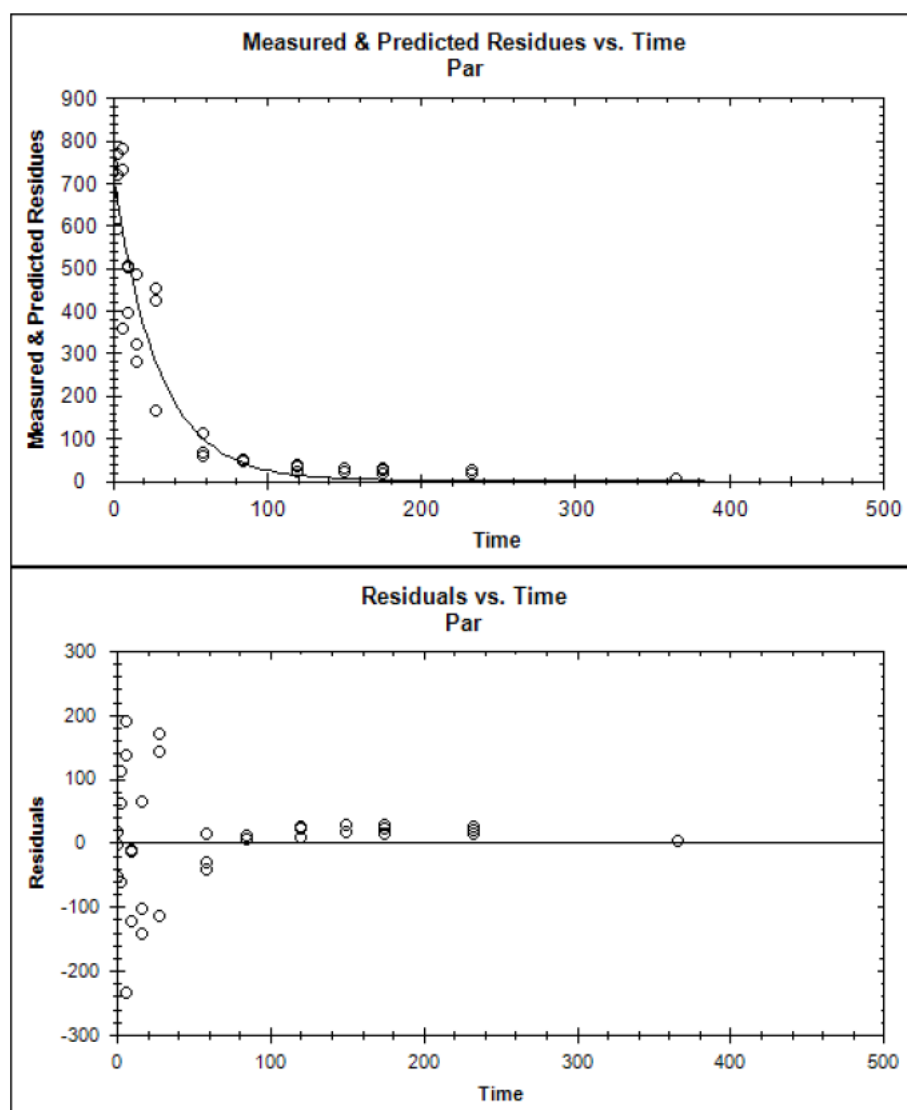 Measured & Predicted Residues vs. Time
Par
Measured & Predicted Residues
900
800
700
600
500
400
300
200
100
0
0 100 200 300 400 500
Time
Residuals vs. Time
Par
Residuals
300
200
100
0
-100
-200
-300
0 100 200 300 400 500
Time